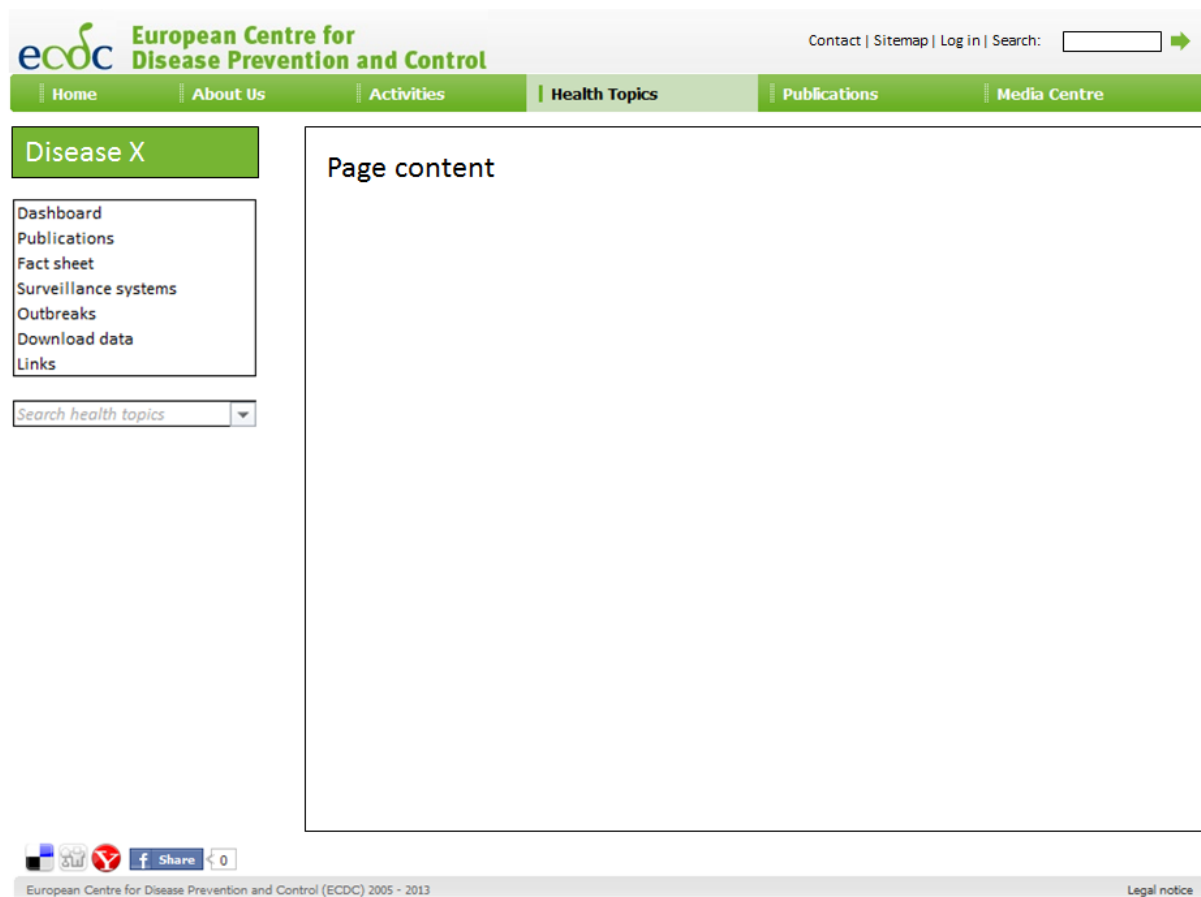 ecdc
European Centre for
Disease Prevention and Control
Contact | Sitemap | Log in | Search:
Home About Us Activities Health Topics Publications Media Centre
Disease X
Dashboard
Publications
Fact sheet
Surveillance systems
Outbreaks
Download data
Links
Search health topics
Page content
f Share 0
European Centre for Disease Prevention and Control (ECDC) 2005 - 2013 Legal notice